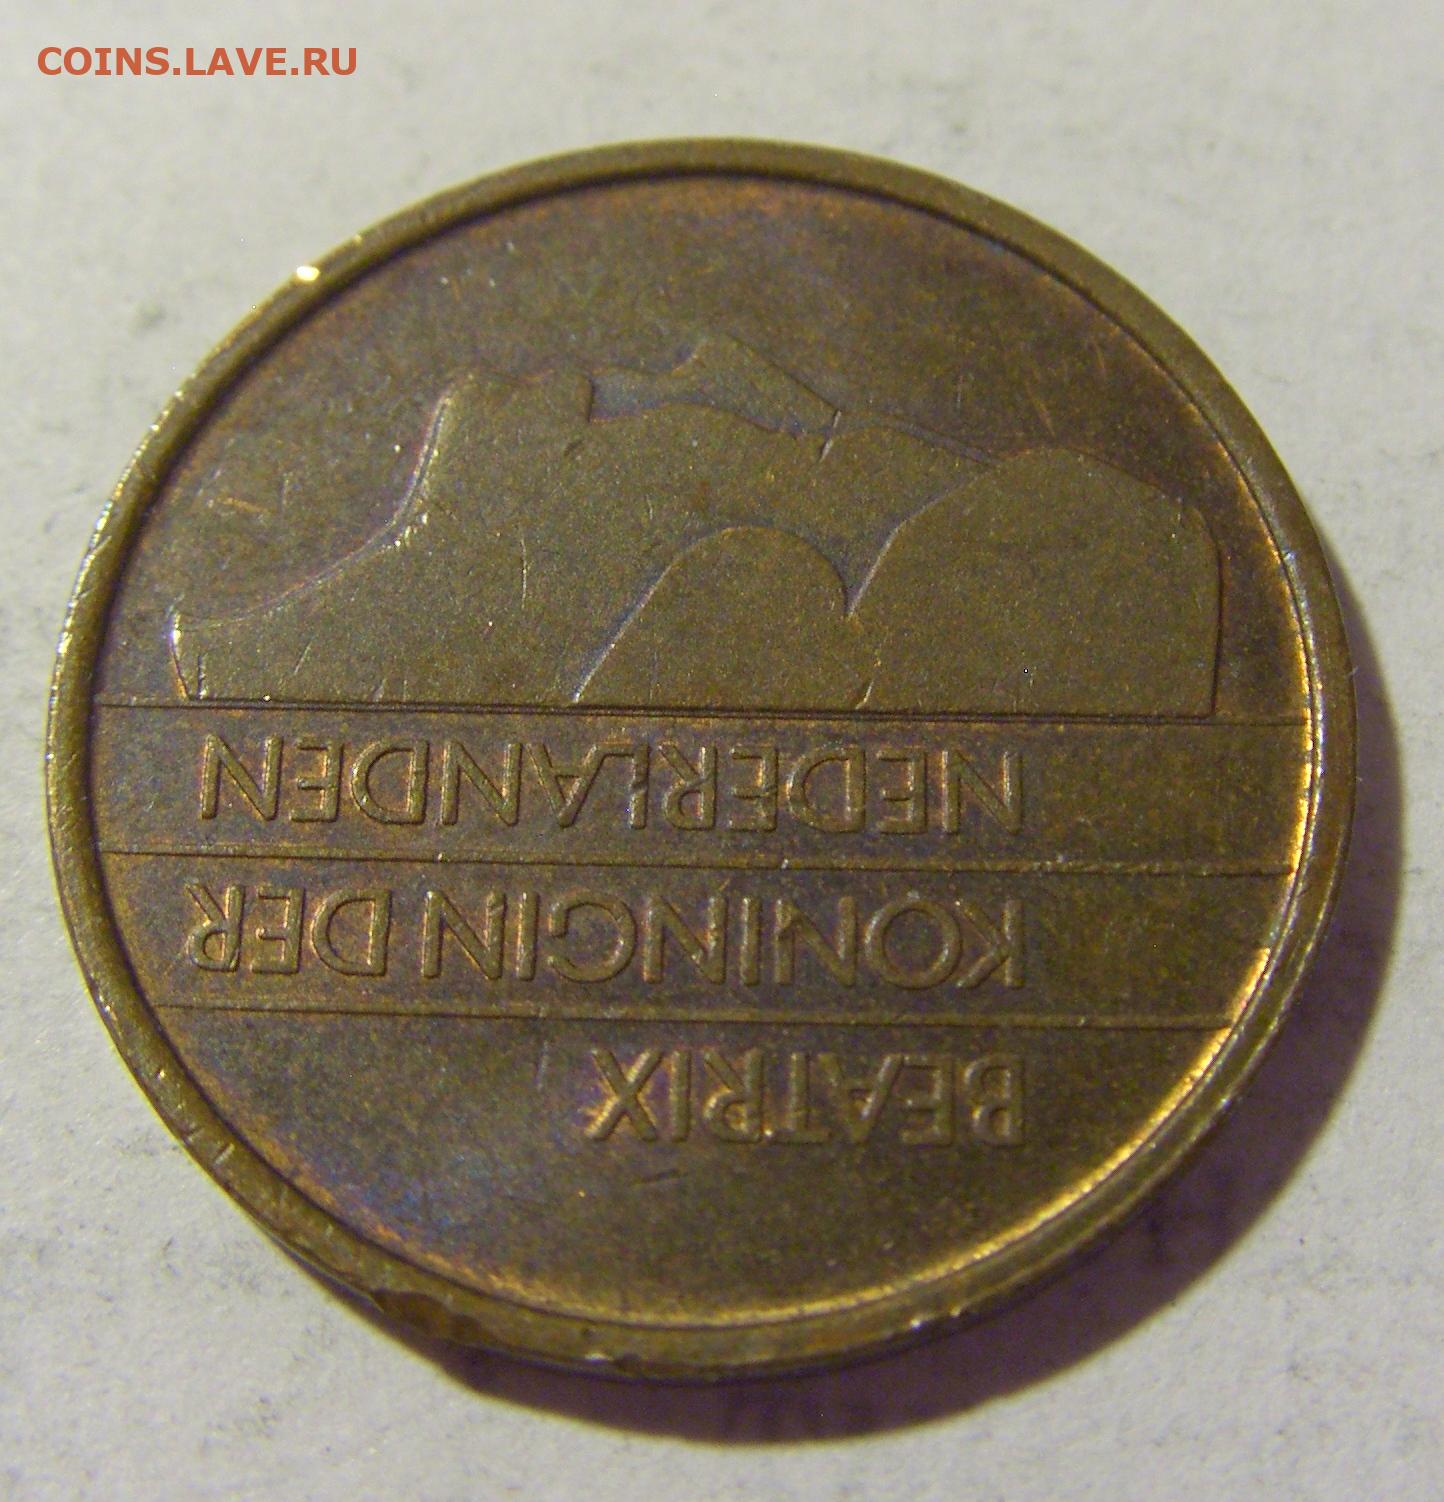 COINS.LAVE.RU
BEATRIX
KONINGIN DER
NEDERLANDEN